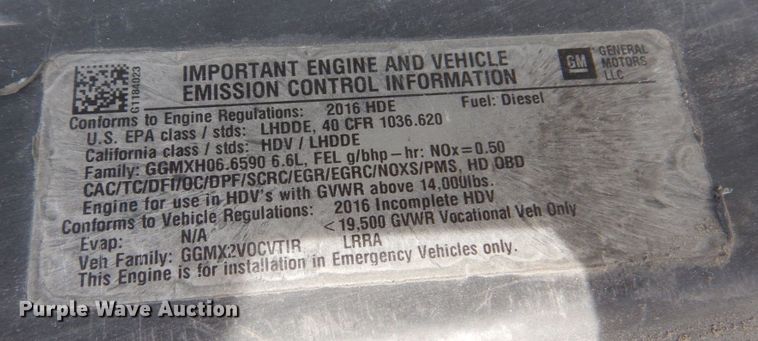 G1184023
IMPORTANT ENGINE AND VEHICLE
EMISSION CONTROL INFORMATION
GM
GENERAL
MOTORS
LLC
Conforms to Engine Regulations: 2016 HDE Fuel: Diesel
U.S. EPA class / stds: LHDDE, 40 CFR 1036.620
California class / stds: HDV / LHDDE
Family: GGMXH06.6590 6.6L, FEL g/bhp-hr: NOx=0.50
CAC/TC/DFI/OC/DPF/SCRC/EGR/EGRC/NOXS/PMS, HD OBD
Engine for use in HDV's with GVWR above 14,000lbs.
Conforms to Vehicle Regulations: 2016 Incomplete HDV
Evap: N/A <19,500 GVWR Vocational Veh Only
Veh Family: GGMX2VOCVTIR LRRA
This Engine is for installation in Emergency Vehicles only.
Purple Wave Auction